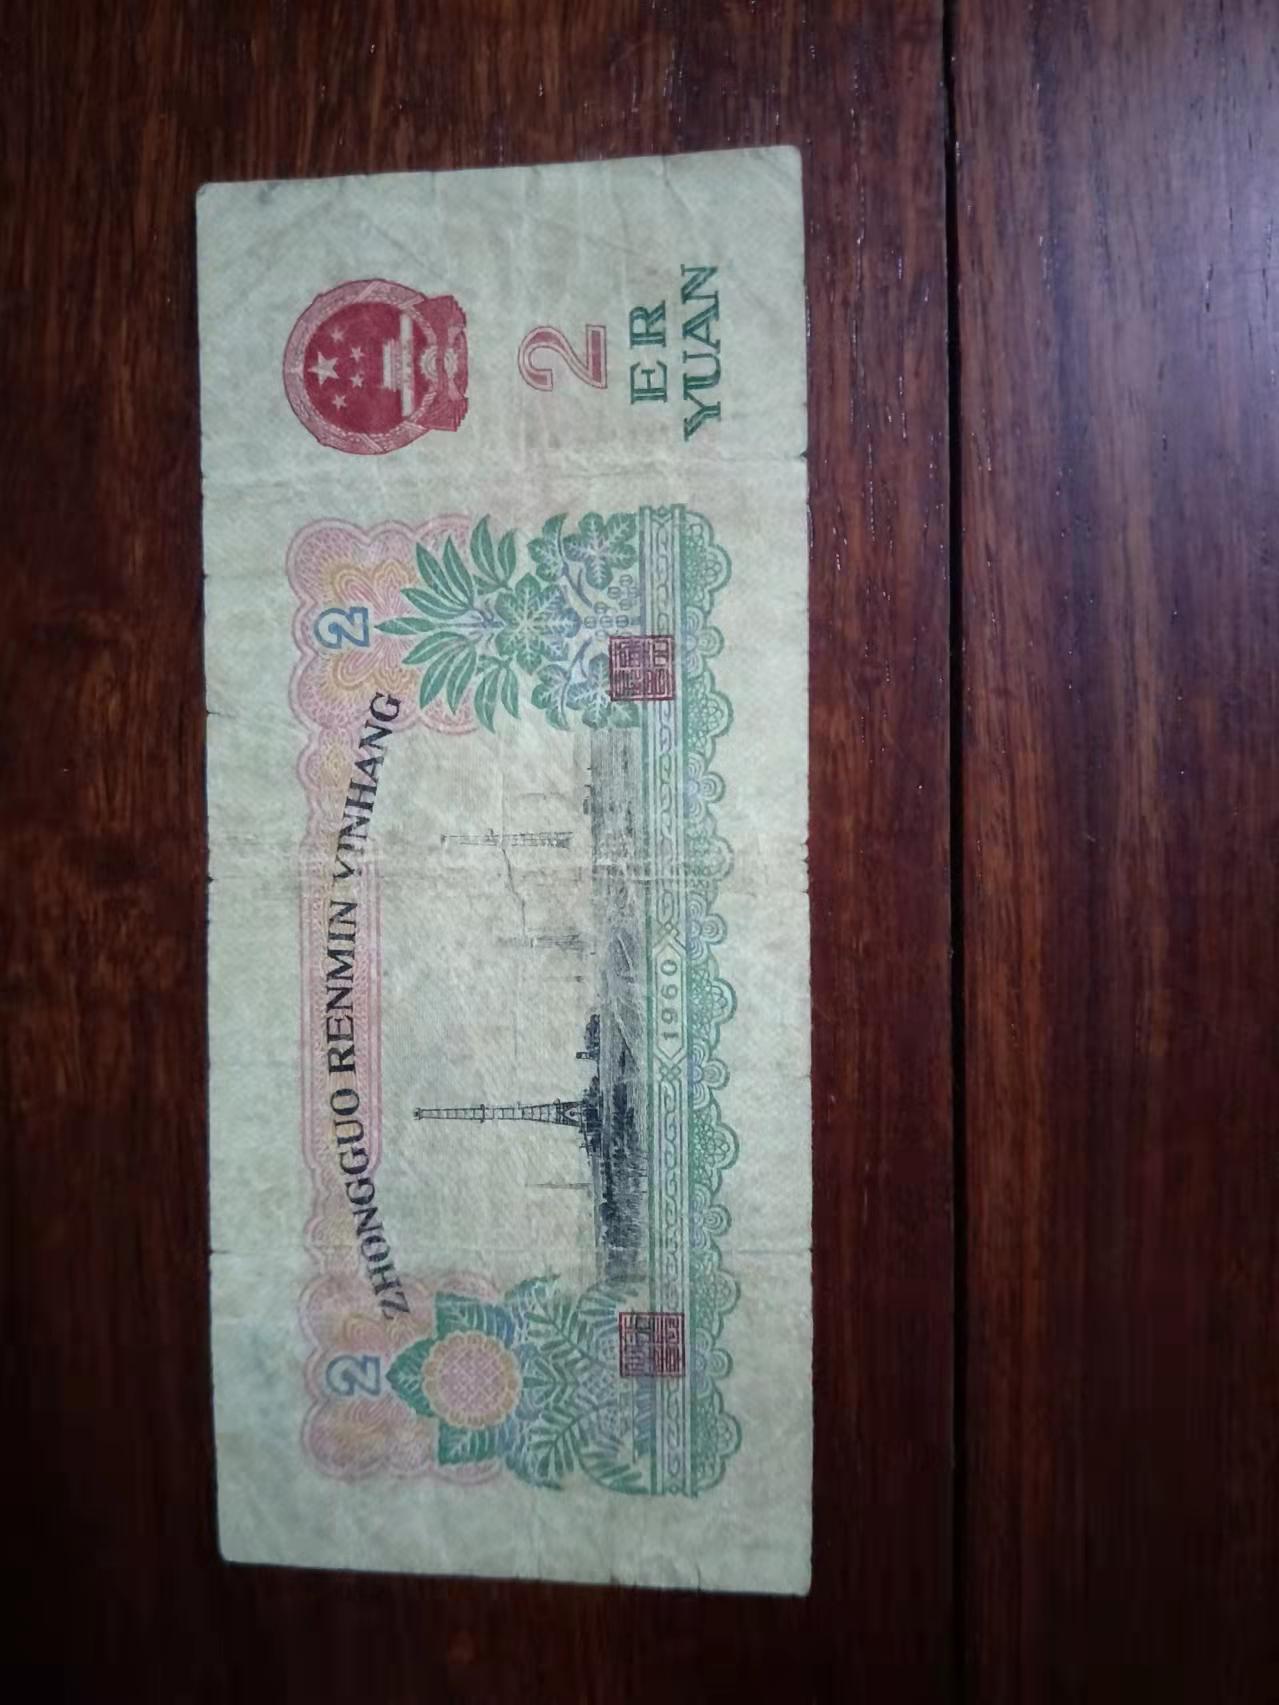 2
ZHONGGUO RENMIN YINHANG
2
2
ER
YUAN
1960